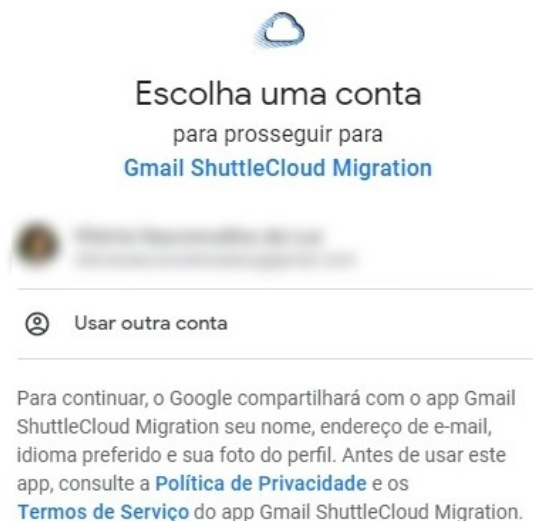 Escolha uma conta
para prosseguir para
Gmail ShuttleCloud Migration
Usar outra conta
Para continuar, o Google compartilhará com o app Gmail
ShuttleCloud Migration seu nome, endereço de e-mail,
idioma preferido e sua foto do perfil. Antes de usar este
app, consulte a Política de Privacidade e os
Termos de Serviço do app Gmail ShuttleCloud Migration.